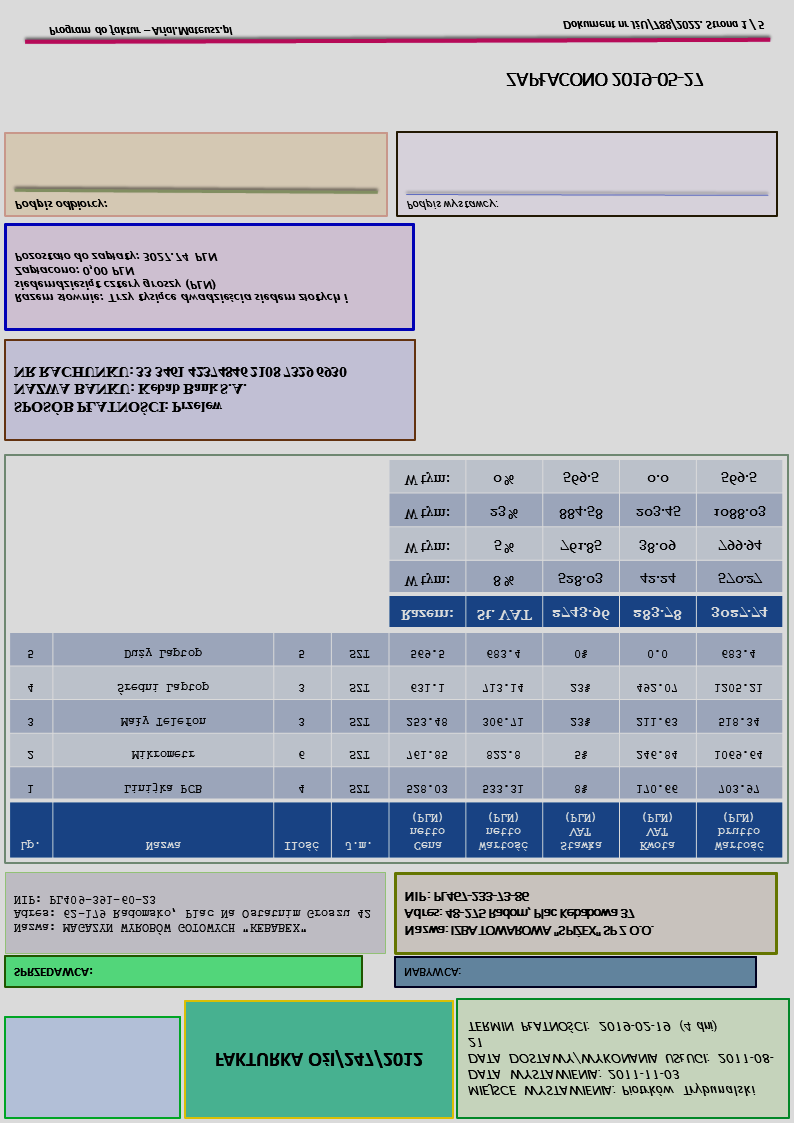 FAKTURKA OżI/247/2012
MIEJSCE WYSTAWIENIA: Piotrków Trybunalski
DATA WYSTAWIENIA: 2011-11-03
DATA DOSTAWY/WYKONANIA USŁUGI: 2011-08-
21
TERMIN PŁATNOŚCI: 2019-02-19 (4 dni)
SPRZEDAWCA:
NABYWCA:
Nazwa: MAGAZYN WYROBÓW GOTOWYCH "KEBABEX"
Adres: 62-179 Radomsko, Plac Na Ostatnim Groszu 42
NIP: PL409-391-60-23
Nazwa: IZBA TOWAROWA "SPŻEX" SP Z O.O.
Adres: 48-275 Radom, Plac Kebabowa 37
NIP: PL467-233-73-86
Lp. Nazwa Ilość J.m. Cena netto (PLN) Wartość netto (PLN) Stawka VAT (PLN) Kwota VAT (PLN) Wartość brutto (PLN)
1 Linijka PCB 4 SZT 528.03 533.31 8% 170.66 703.97
2 Mikrometr 6 SZT 761.85 822.8 5% 246.84 1069.64
3 Mały Telefon 3 SZT 253.48 306.71 23% 211.63 518.34
4 Średni Laptop 3 SZT 631.1 713.14 23% 492.07 1205.21
5 Duży Laptop 5 SZT 569.5 683.4 0% 0.0 683.4
Razem: St. VAT 2743.96 283.78 3027.74
W tym: 8 % 528.03 42.24 570.27
W tym: 5 % 761.85 38.09 799.94
W tym: 23 % 884.58 203.45 1088.03
W tym: 0 % 569.5 0.0 569.5
SPOSÓB PŁATNOŚCI: Przelew
NAZWA BANKU: Kebab Bank S.A.
NR RACHUNKU: 33 3461 4237 4846 2108 7329 6930
Razem słownie: Trzy tysiące dwadzieścia siedem złotych i
siedemdziesiąt cztery groszy (PLN)
Zapłacono: 0,00 PLN
Pozostało do zapłaty: 3027.74 PLN
Podpis odbiorcy:
Podpis wystawcy:
ZAPŁACONO 2019-05-27
Program do faktur – Arial.Mateusz.pl
Dokument nr IżU/788/2022. Strona 1 / 5